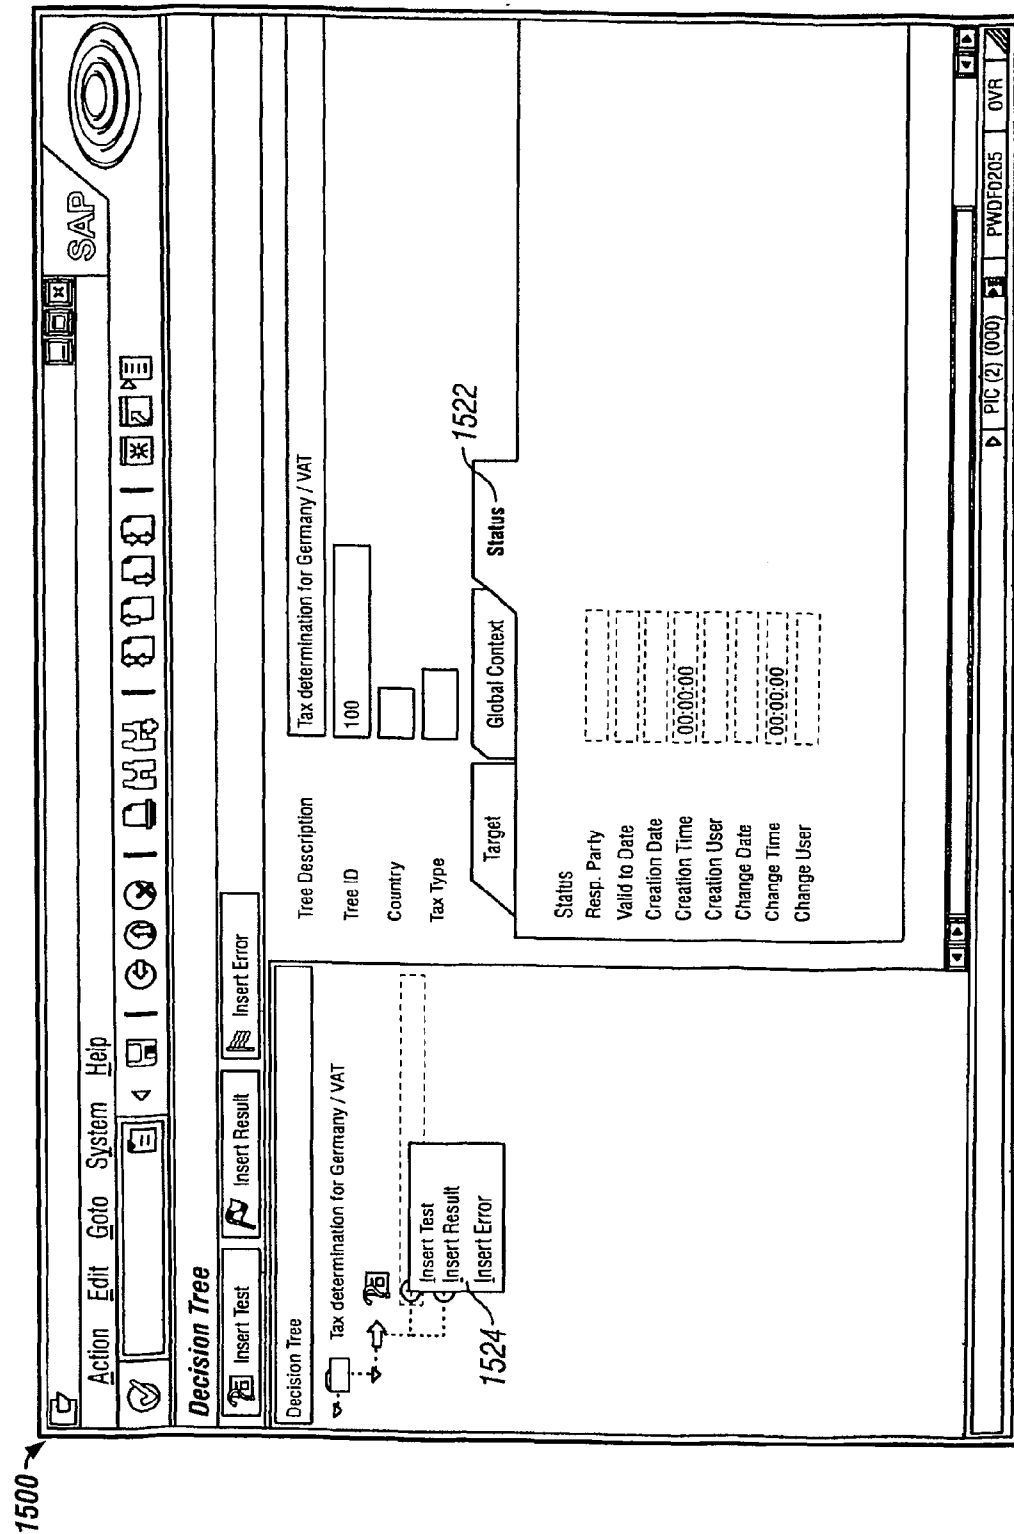 1500
SAP
Action Edit Goto System Help
Decision Tree
Insert Test Insert Result Insert Error
Decision Tree
Tax determination for Germany / VAT
Insert Test
Insert Result
Insert Error
1524
Tree Description Tax determination for Germany / VAT
Tree ID 100
Country
Tax Type
Target Global Context Status
1522
Status
Resp. Party
Valid to Date
Creation Date
Creation Time 00:00:00
Creation User
Change Date
Change Time 00:00:00
Change User
PIC (2) (000) PWDF0205 OVR